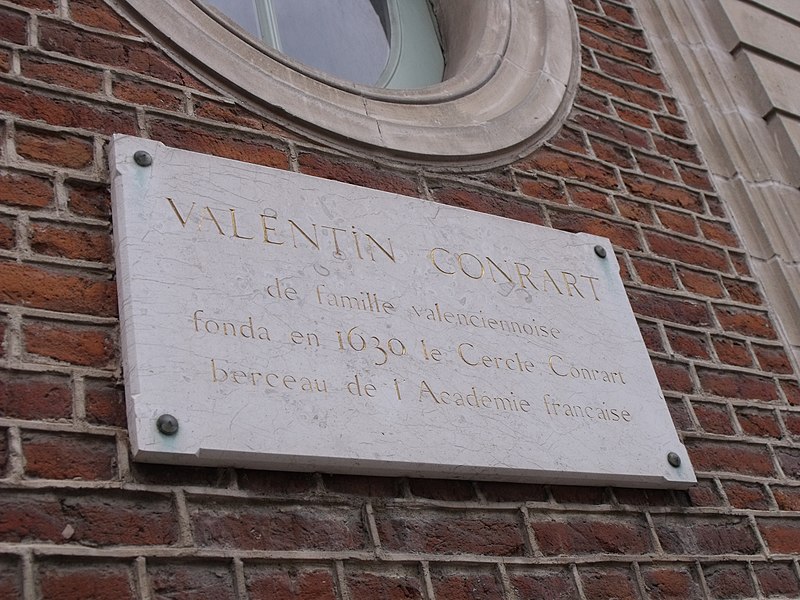 VALENTIN CONRART
de famille valenciennoise
fonda en 1630 le Cercle Conrart
berceau de l'Académie française